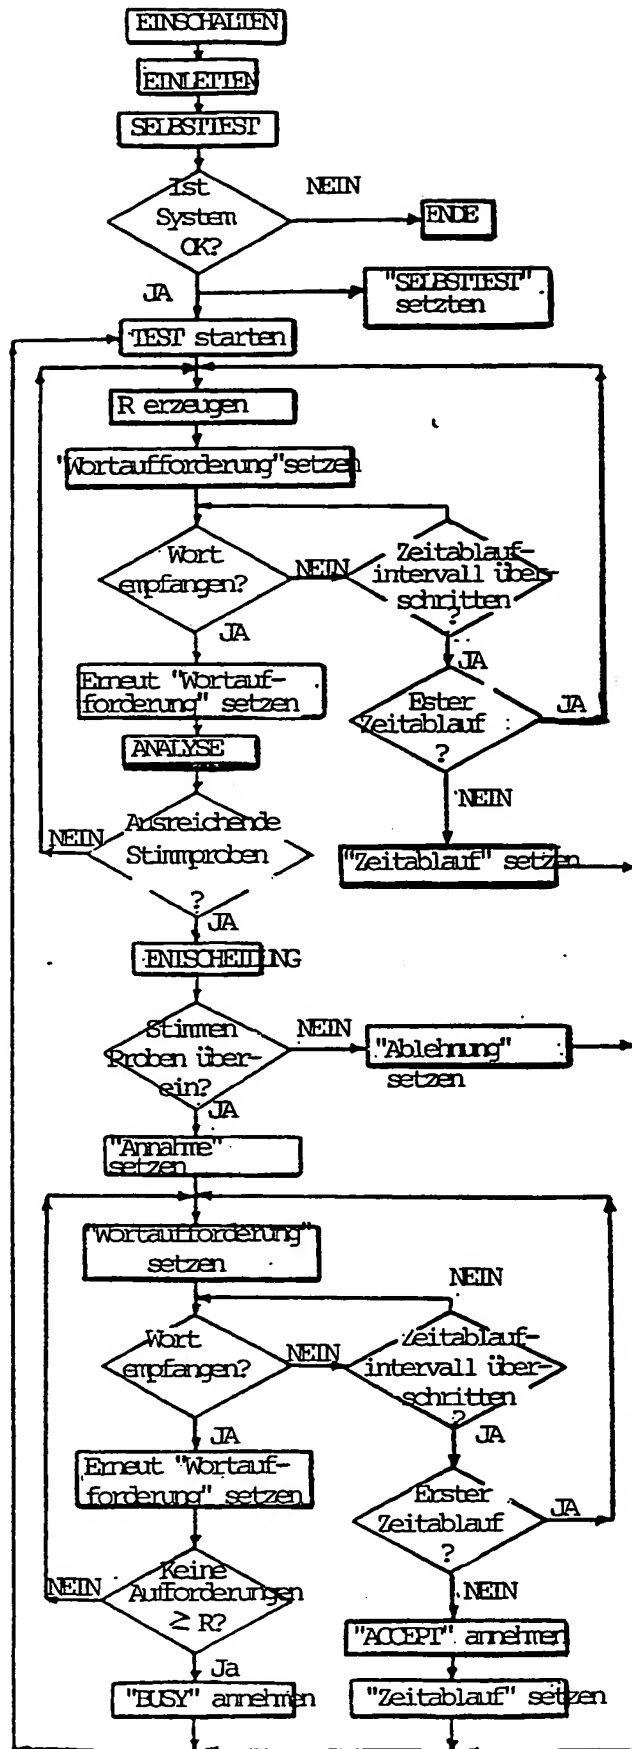 EINSCHALTEN
EINLEITEN
SELBSTTEST
Ist
System
OK?
NEIN
ENDE
JA
"SELBSTTEST"
setzten
TEST starten
R erzeugen
"Wortaufforderung"setzen
Wort
empfangen?
NEIN
Zeitablauf-
intervall über-
schritten
?
JA
JA
Erneut "Wortauf-
forderung" setzen
Ester
Zeitablauf
?
JA
ANALYSE
NEIN
NEIN
Ausreichende
Stimmproben
?
"Zeitablauf" setzen
JA
ENTSCHEIDUNG
Stimmen
Proben über-
ein?
NEIN
"Ablehnung"
setzen
JA
"Annahme"
setzen
"Wortaufforderung"
setzen
NEIN
Wort
empfangen?
NEIN
Zeitablauf-
intervall über-
schritten
?
JA
JA
Erneut "Wortauf-
forderung" setzen
Erster
Zeitablauf
?
JA
NEIN
Keine
Aufforderungen
≥ R?
NEIN
"ACCEPT" annehmen
Ja
"BUSY" annehmen
"Zeitablauf" setzen